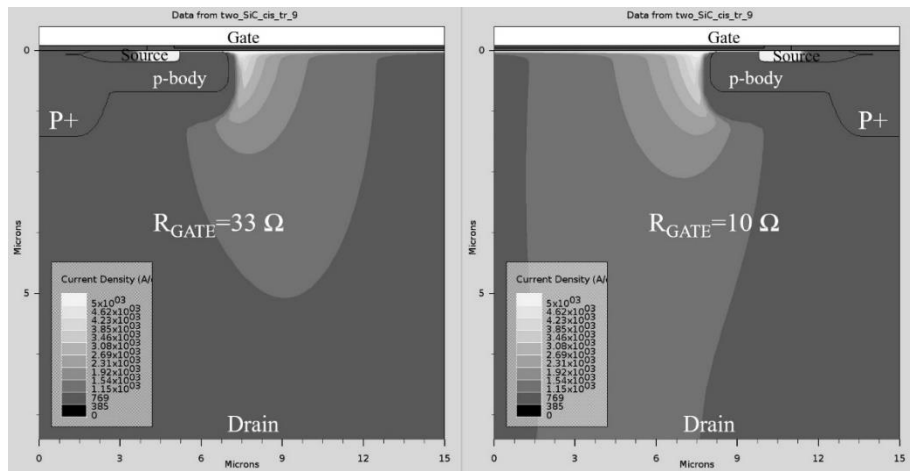 Data from two_SiC_cis_tr_9
Gate
0
Source
p-body
P+
R_GATE=33 Ω
Microns
5
Current Density (A/
5x10^03
4.62x10^03
4.23x10^03
3.85x10^03
3.46x10^03
3.08x10^03
2.69x10^03
2.31x10^03
1.92x10^03
1.54x10^03
1.15x10^03
769
385
0
Drain
0 3 6 9 12 15
Microns
Data from two_SiC_cis_tr_9
Gate
0
Source
p-body
P+
R_GATE=10 Ω
Microns
5
Current Density (A/
5x10^03
4.62x10^03
4.23x10^03
3.85x10^03
3.46x10^03
3.08x10^03
2.69x10^03
2.31x10^03
1.92x10^03
1.54x10^03
1.15x10^03
769
385
0
Drain
0 3 6 9 12 15
Microns